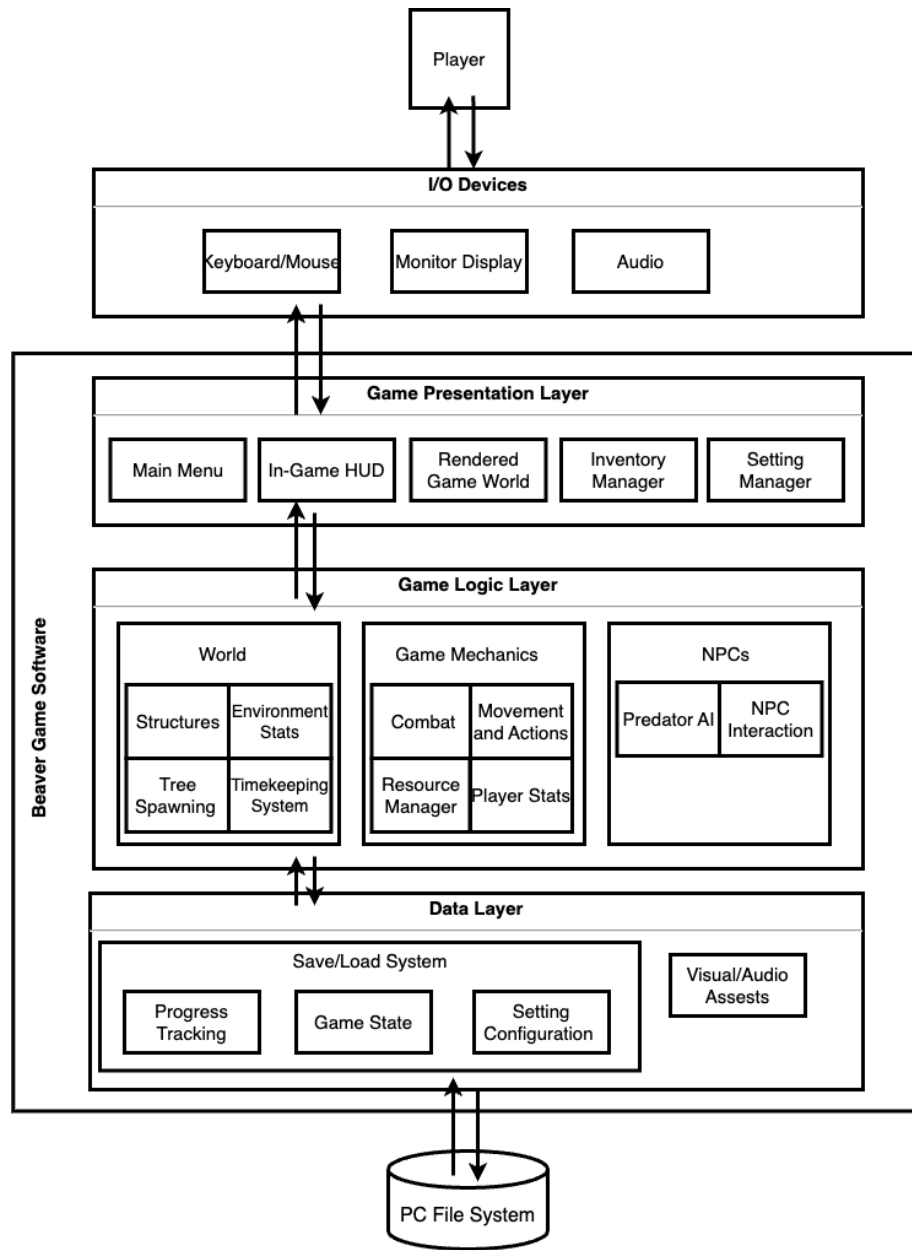 Player
I/O Devices
Keyboard/Mouse
Monitor Display
Audio
Beaver Game Software
Game Presentation Layer
Main Menu
In-Game HUD
Rendered
Game World
Inventory
Manager
Setting
Manager
Game Logic Layer
World
Structures
Environment
Stats
Tree
Spawning
Timekeeping
System
Game Mechanics
Combat
Movement
and Actions
Resource
Manager
Player Stats
NPCs
Predator AI
NPC
Interaction
Data Layer
Save/Load System
Progress
Tracking
Game State
Setting
Configuration
Visual/Audio
Assests
PC File System